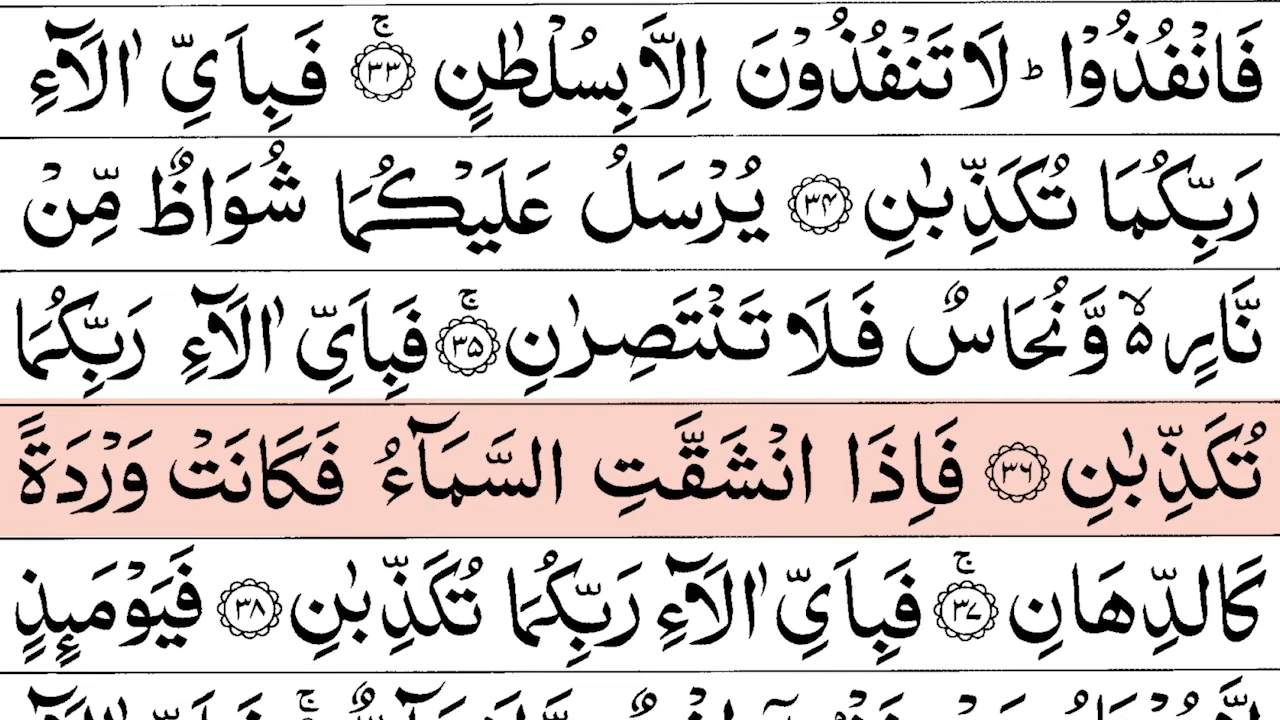 فَانْفُذُوْا ؕ لَا تَنْفُذُوْنَ اِلَّا بِسُلْطٰنٍ ۚ ﴿۳۳﴾ فَبِاَيِّ اٰلَآءِ
رَبِّكُمَا تُكَذِّبٰنِ ﴿۳۴﴾ يُرْسَلُ عَلَيْكُمَا شُوَاظٌ مِّنْ
نَّارٍ ۙ۬ وَّنُحَاسٌ فَلَا تَنْتَصِرٰنِ ۚ ﴿۳۵﴾ فَبِاَيِّ اٰلَآءِ رَبِّكُمَا
تُكَذِّبٰنِ ﴿۳۶﴾ فَاِذَا انْشَقَّتِ السَّمَآءُ فَكَانَتْ وَرْدَةً
كَالدِّهَانِ ۚ ﴿۳۷﴾ فَبِاَيِّ اٰلَآءِ رَبِّكُمَا تُكَذِّبٰنِ ﴿۳۸﴾ فَيَوْمَىِٕذٍ